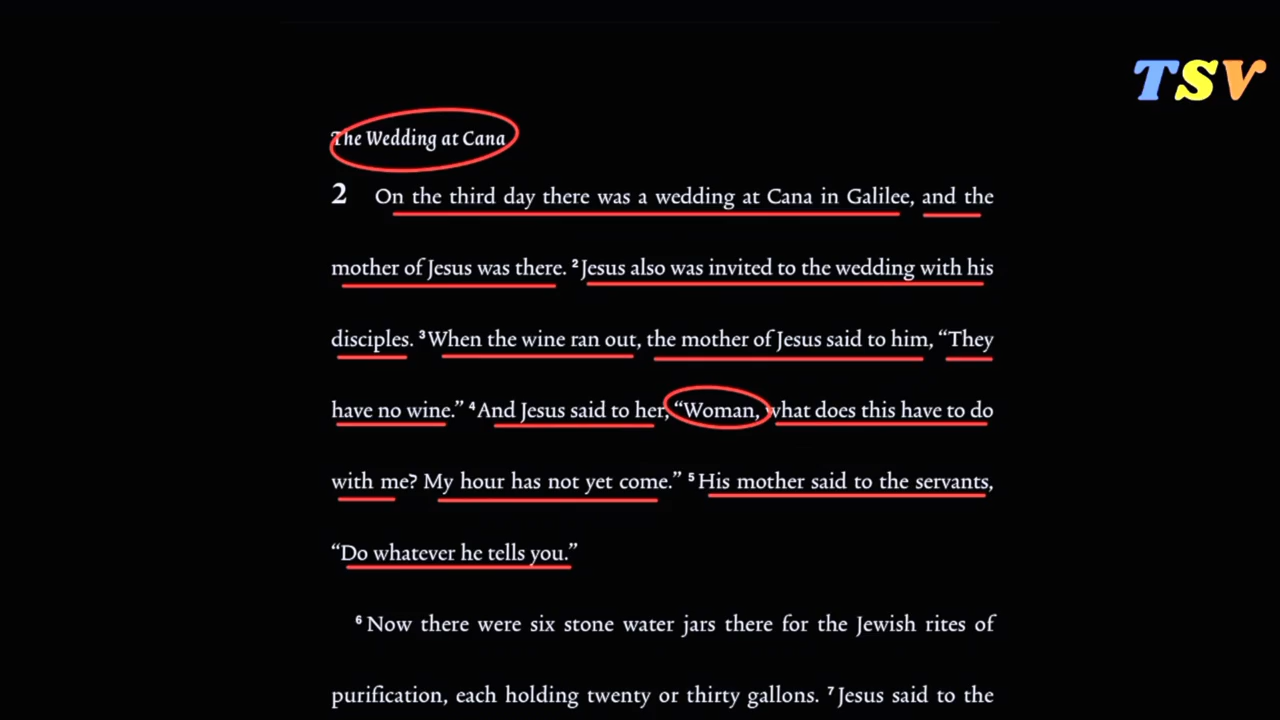 TSV
The Wedding at Cana
2 On the third day there was a wedding at Cana in Galilee, and the
mother of Jesus was there. ²Jesus also was invited to the wedding with his
disciples. ³When the wine ran out, the mother of Jesus said to him, “They
have no wine.” ⁴And Jesus said to her, “Woman, what does this have to do
with me? My hour has not yet come.” ⁵His mother said to the servants,
“Do whatever he tells you.”
⁶Now there were six stone water jars there for the Jewish rites of
purification, each holding twenty or thirty gallons. ⁷Jesus said to the